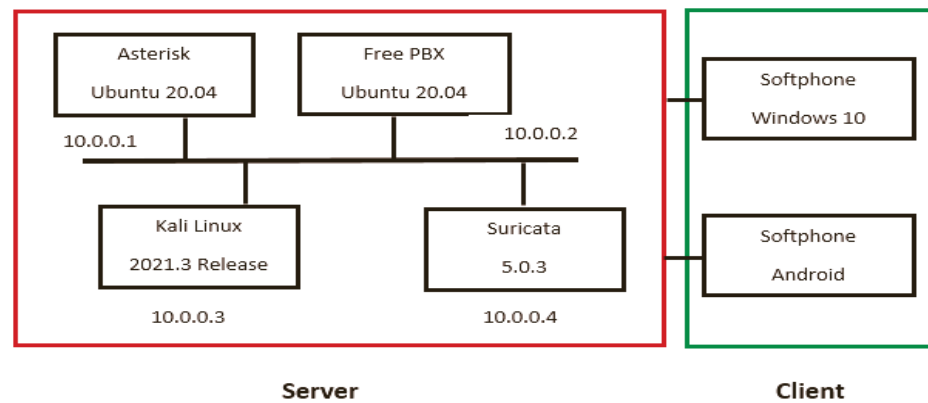 Asterisk
Ubuntu 20.04
Free PBX
Ubuntu 20.04
10.0.0.1
10.0.0.2
Kali Linux
2021.3 Release
Suricata
5.0.3
10.0.0.3
10.0.0.4
Server
Softphone
Windows 10
Softphone
Android
Client